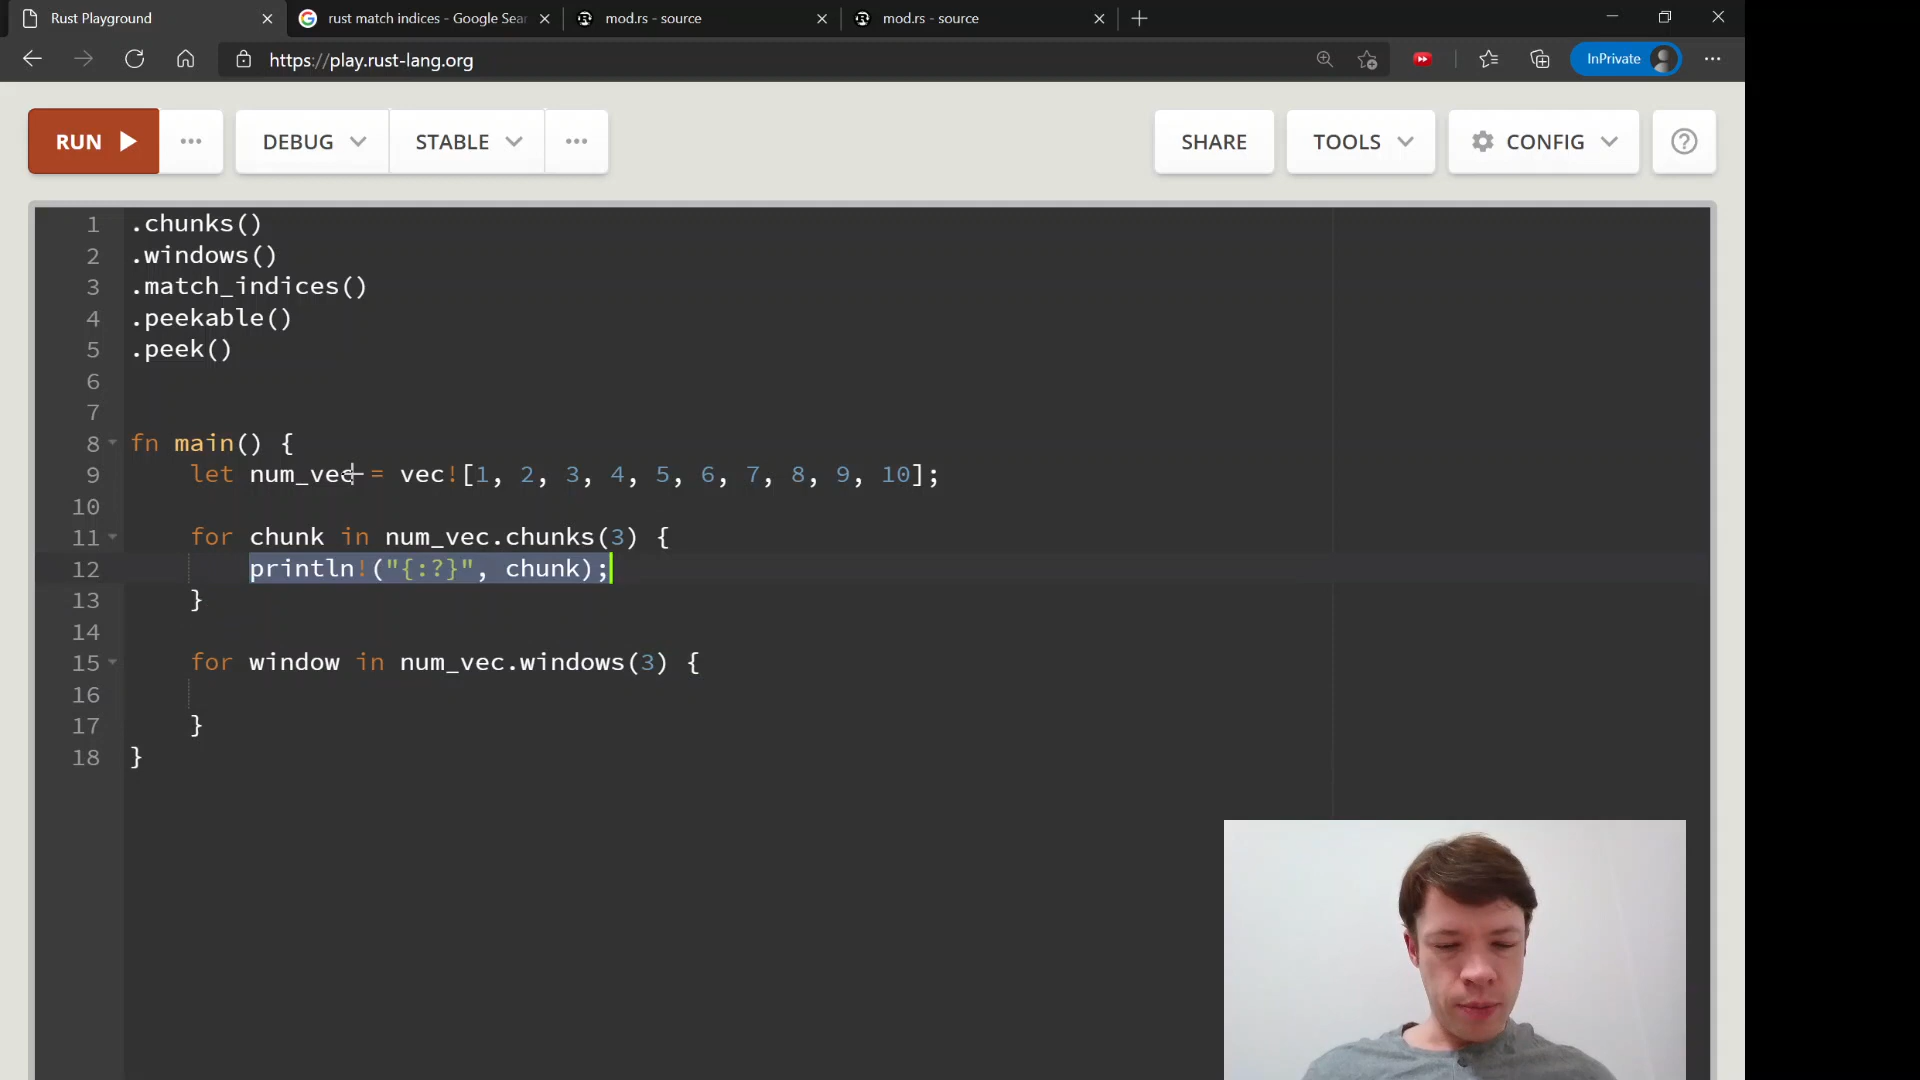 Rust Playground
rust match indices - Google Sear
mod.rs - source
mod.rs - source
https://play.rust-lang.org
InPrivate
RUN
DEBUG
STABLE
SHARE
TOOLS
CONFIG
1 .chunks()
2 .windows()
3 .match_indices()
4 .peekable()
5 .peek()
6
7
8 fn main() {
9 let num_vec = vec![1, 2, 3, 4, 5, 6, 7, 8, 9, 10];
10
11 for chunk in num_vec.chunks(3) {
12 println!("{:?}", chunk);
13 }
14
15 for window in num_vec.windows(3) {
16
17 }
18 }